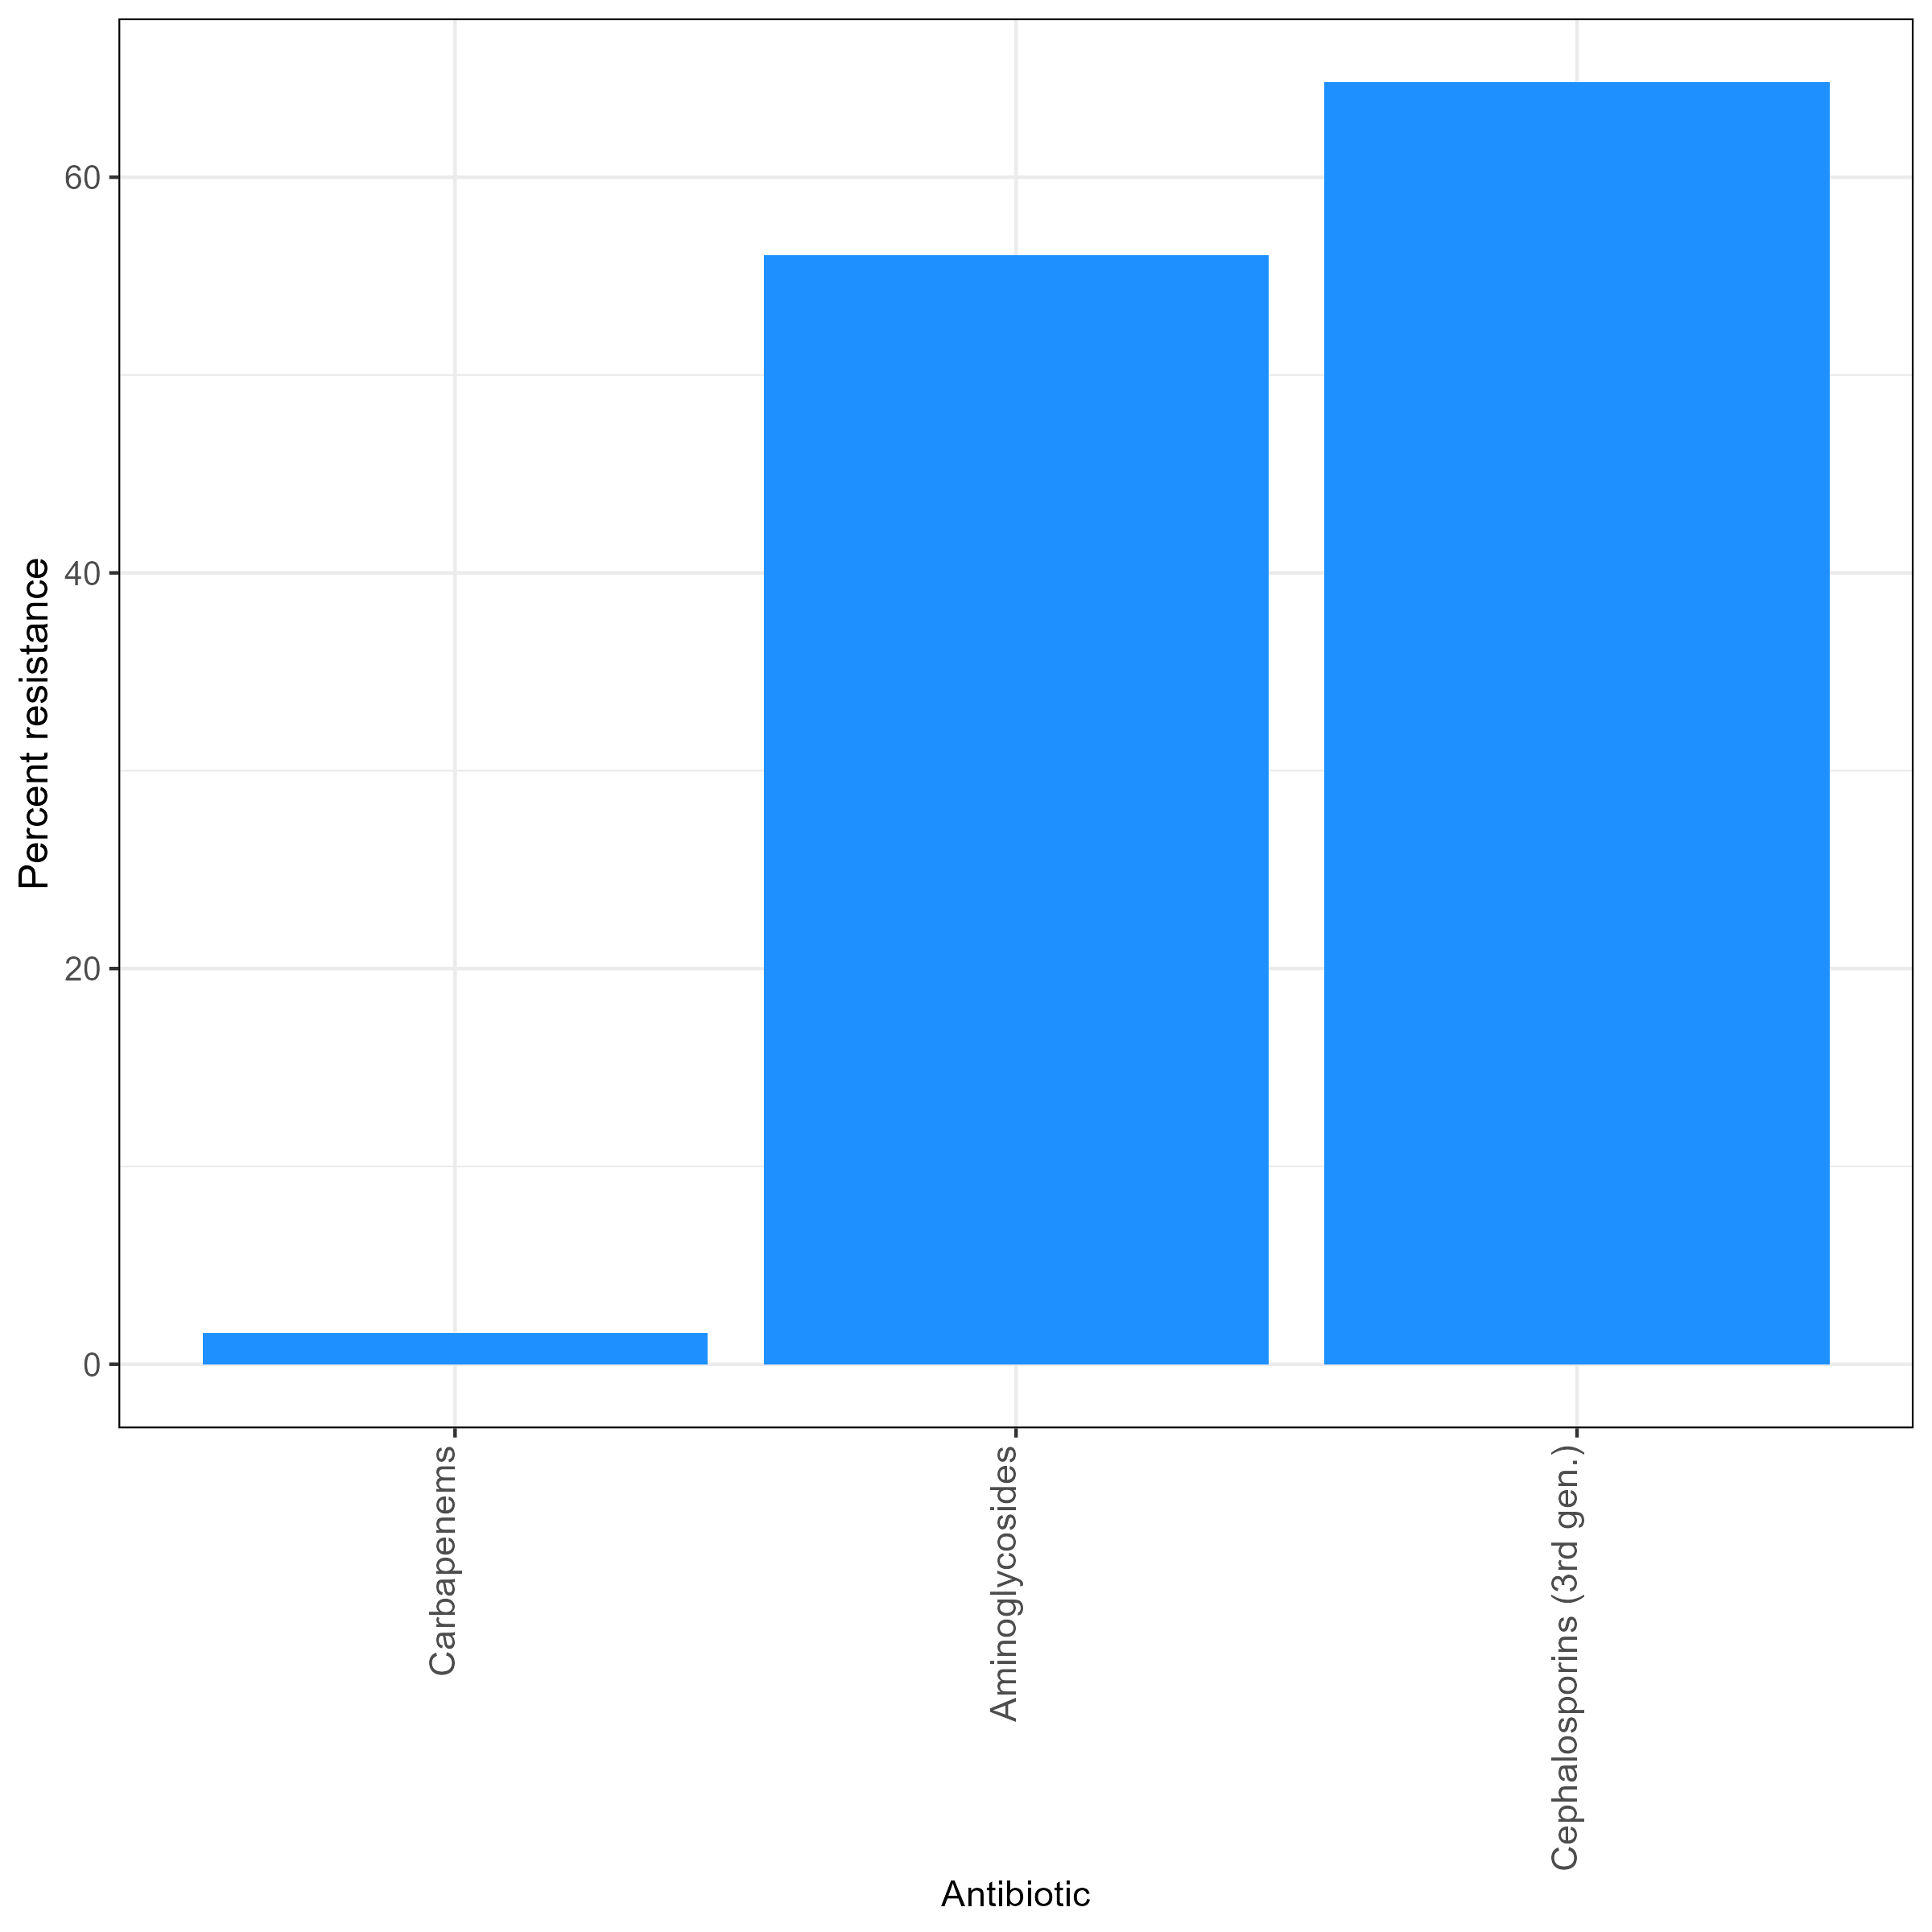 Percent resistance
60
40
20
0
Carbapenems
Aminoglycosides
Cephalosporins (3rd gen.)
Antibiotic